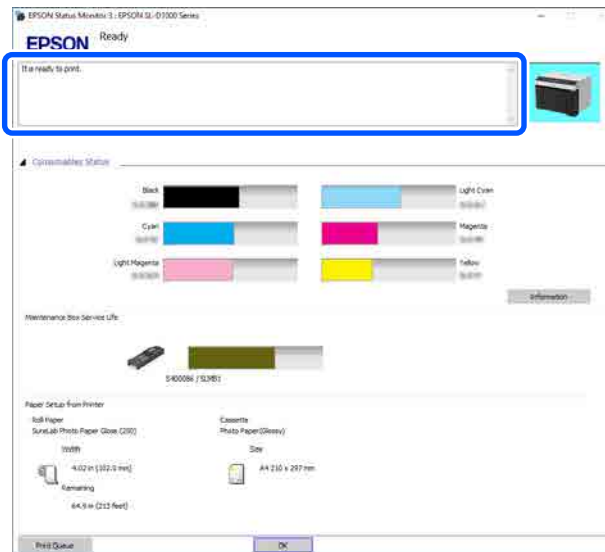 EPSON Status Monitor 3 : EPSON SL-D1000 Series
EPSON
Ready
It is ready to print.
Consumables Status
Black
Light Cyan
Cyan
Magenta
Light Magenta
Yellow
Information
Maintenance Box Service Life
S400086 / SLMB1
Paper Setup from Printer
Roll Paper
SureLab Photo Paper Gloss (200)
Width
4.02 in (102.0 mm)
Remaining
64.9 m (213 feet)
Cassette
Photo Paper(Glossy)
Size
A4 210 x 297 mm
Print Queue
OK